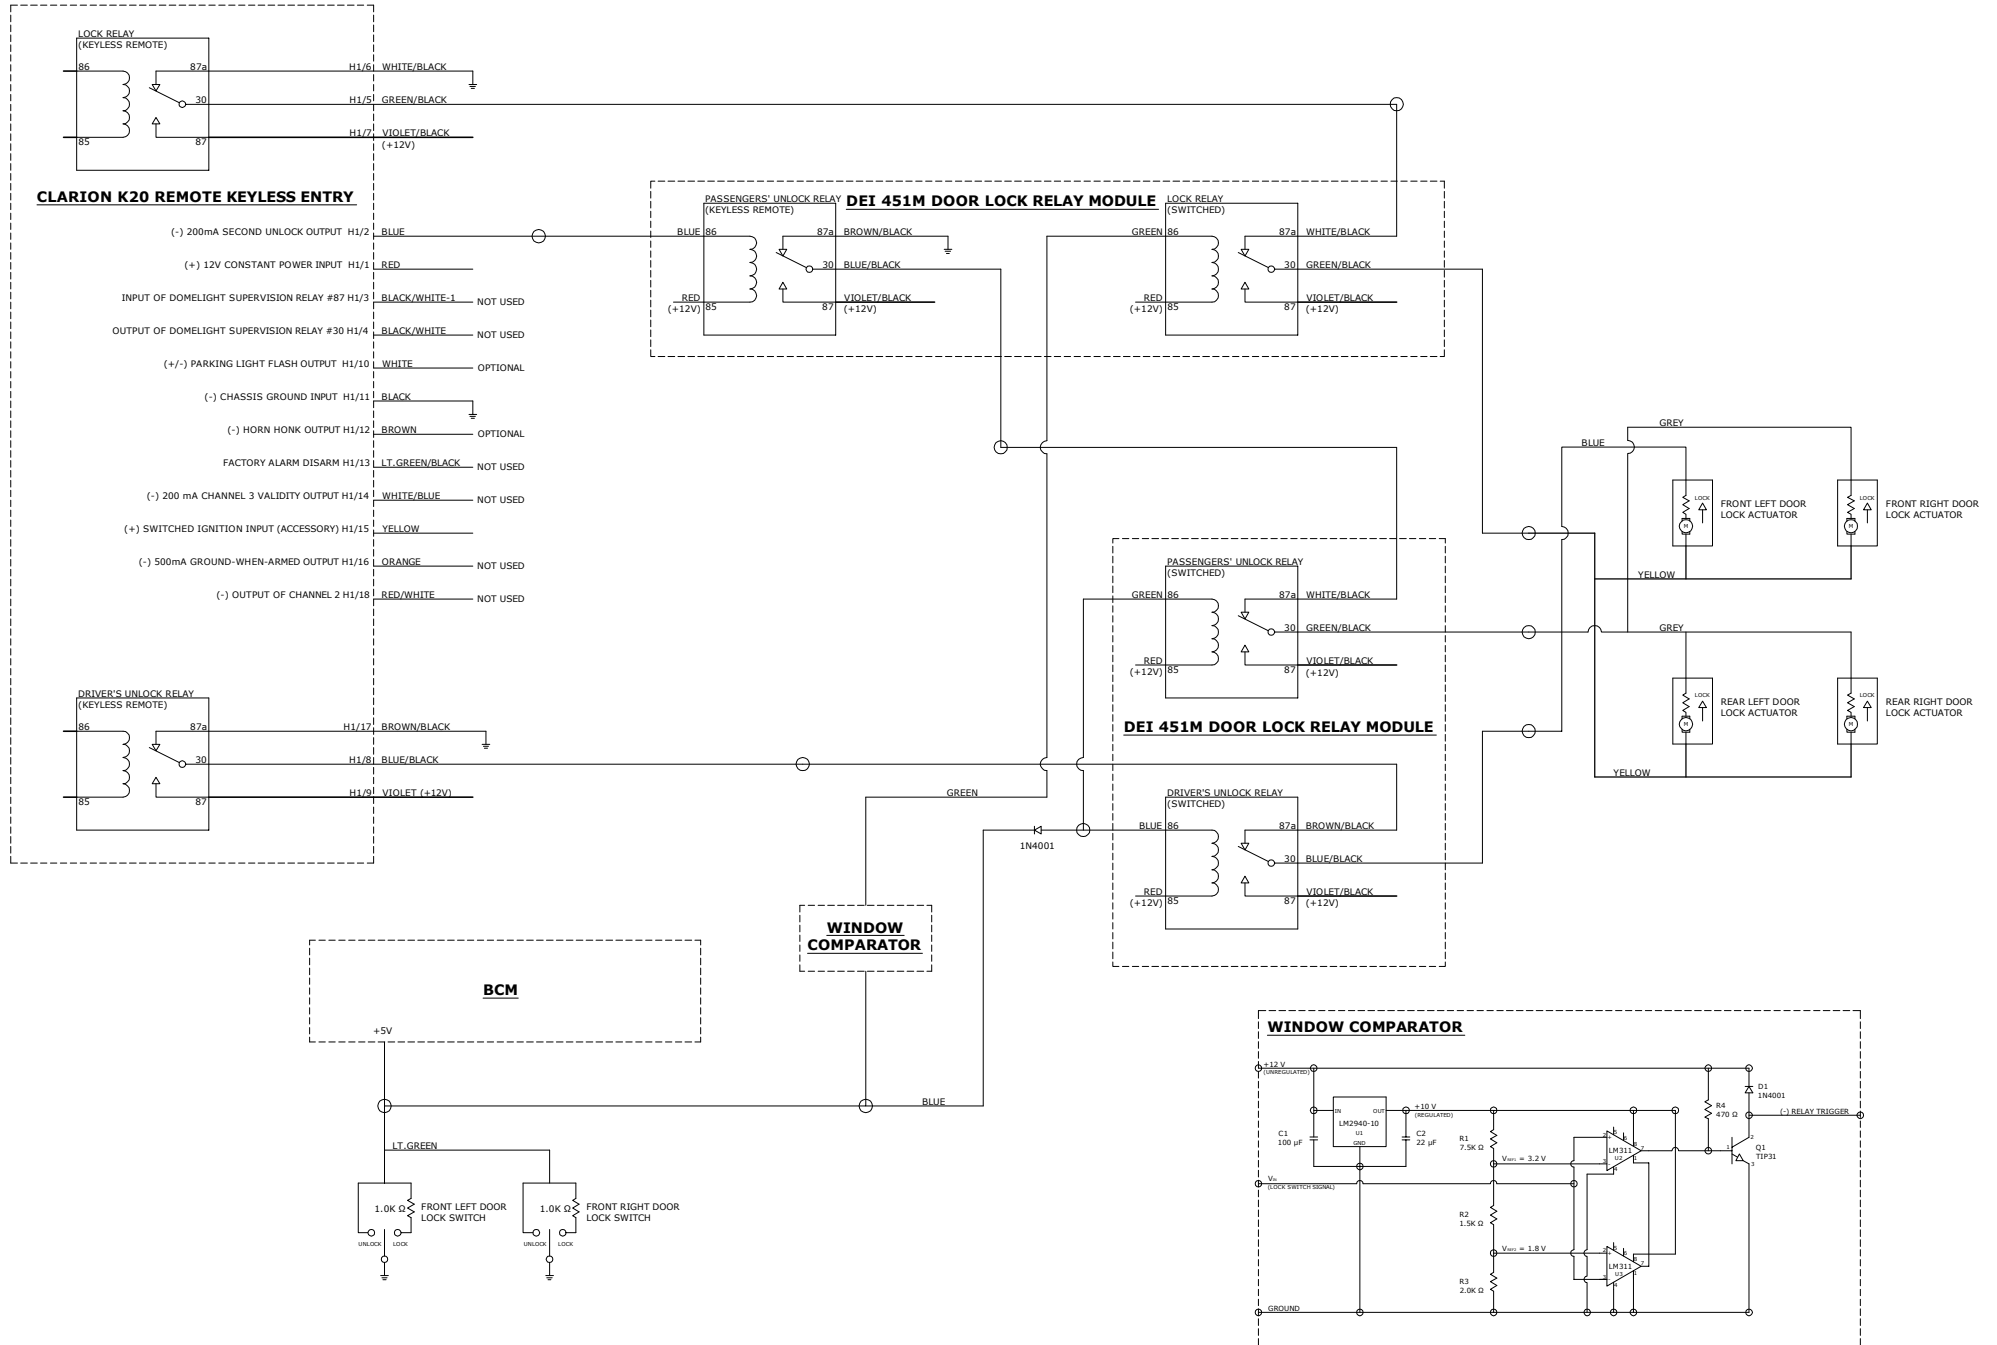 LOCK RELAY
(KEYLESS REMOTE)
86
87a
30
85
87
H1/6 WHITE/BLACK
H1/5 GREEN/BLACK
H1/7 VIOLET/BLACK
(+12V)
CLARION K20 REMOTE KEYLESS ENTRY
(-) 200mA SECOND UNLOCK OUTPUT H1/2 BLUE
(+) 12V CONSTANT POWER INPUT H1/1 RED
INPUT OF DOMELIGHT SUPERVISION RELAY #87 H1/3 BLACK/WHITE-1 NOT USED
OUTPUT OF DOMELIGHT SUPERVISION RELAY #30 H1/4 BLACK/WHITE NOT USED
(+/-) PARKING LIGHT FLASH OUTPUT H1/10 WHITE OPTIONAL
(-) CHASSIS GROUND INPUT H1/11 BLACK
(-) HORN HONK OUTPUT H1/12 BROWN OPTIONAL
FACTORY ALARM DISARM H1/13 LT.GREEN/BLACK NOT USED
(-) 200 mA CHANNEL 3 VALIDITY OUTPUT H1/14 WHITE/BLUE NOT USED
(+) SWITCHED IGNITION INPUT (ACCESSORY) H1/15 YELLOW
(-) 500mA GROUND-WHEN-ARMED OUTPUT H1/16 ORANGE NOT USED
(-) OUTPUT OF CHANNEL 2 H1/18 RED/WHITE NOT USED
DRIVER'S UNLOCK RELAY
(KEYLESS REMOTE)
86
87a
30
85
87
H1/17 BROWN/BLACK
H1/8 BLUE/BLACK
H1/9 VIOLET (+12V)
DEI 451M DOOR LOCK RELAY MODULE
PASSENGERS' UNLOCK RELAY
(KEYLESS REMOTE)
BLUE 86
87a BROWN/BLACK
30 BLUE/BLACK
RED
(+12V) 85
87 VIOLET/BLACK
(+12V)
LOCK RELAY
(SWITCHED)
GREEN 86
87a WHITE/BLACK
30 GREEN/BLACK
RED
(+12V) 85
87 VIOLET/BLACK
(+12V)
PASSENGERS' UNLOCK RELAY
(SWITCHED)
GREEN 86
87a WHITE/BLACK
30 GREEN/BLACK
RED
(+12V) 85
87 VIOLET/BLACK
(+12V)
DEI 451M DOOR LOCK RELAY MODULE
DRIVER'S UNLOCK RELAY
(SWITCHED)
BLUE 86
87a BROWN/BLACK
30 BLUE/BLACK
RED
(+12V) 85
87 VIOLET/BLACK
(+12V)
GREEN
1N4001
GREY
BLUE
LOCK
M
FRONT LEFT DOOR
LOCK ACTUATOR
LOCK
M
FRONT RIGHT DOOR
LOCK ACTUATOR
YELLOW
GREY
LOCK
M
REAR LEFT DOOR
LOCK ACTUATOR
LOCK
M
REAR RIGHT DOOR
LOCK ACTUATOR
YELLOW
WINDOW
COMPARATOR
BCM
+5V
BLUE
LT.GREEN
1.0K Ω
FRONT LEFT DOOR
LOCK SWITCH
UNLOCK
LOCK
1.0K Ω
FRONT RIGHT DOOR
LOCK SWITCH
UNLOCK
LOCK
WINDOW COMPARATOR
+12 V
(UNREGULATED)
IN
OUT
LM2940-10
U1
GND
C1
100 µF
+10 V
(REGULATED)
C2
22 µF
R1
7.5K Ω
VREF1 = 3.2 V
Vin
(LOCK SWITCH SIGNAL)
R2
1.5K Ω
VREF2 = 1.8 V
R3
2.0K Ω
LM311
U2
LM311
U3
R4
470 Ω
D1
1N4001
(-) RELAY TRIGGER
Q1
TIP31
1
2
3
GROUND